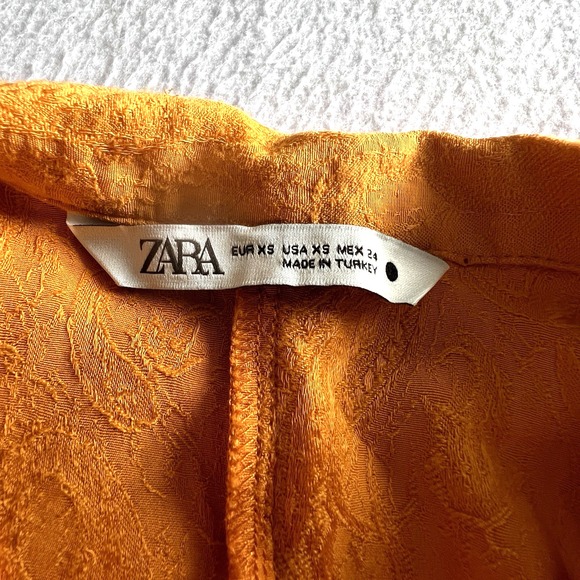 ZARA
EUR XS USA XS MEX 24
MADE IN TURKEY